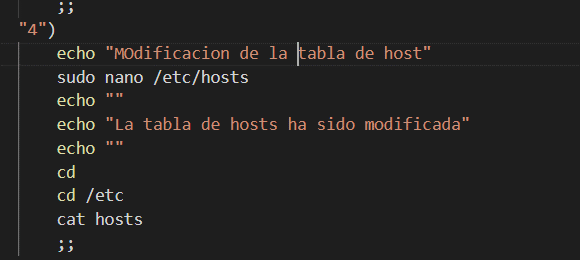 ;;
"4")
echo "MOdificacion de la tabla de host"
sudo nano /etc/hosts
echo ""
echo "La tabla de hosts ha sido modificada"
echo ""
cd
cd /etc
cat hosts
;;